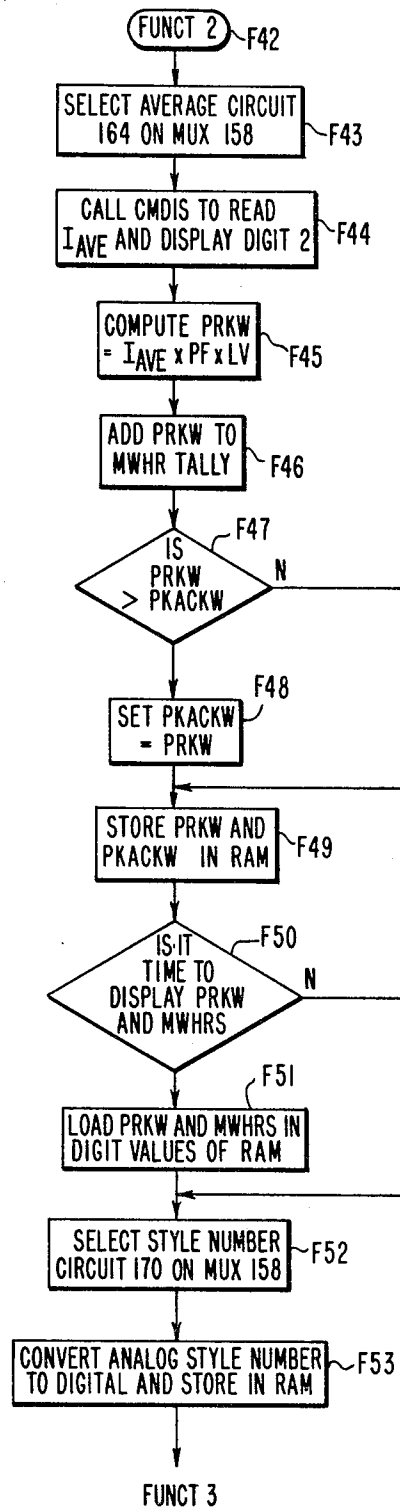 FUNCT 2
F42
SELECT AVERAGE CIRCUIT
164 ON MUX 158
F43
CALL CMDIS TO READ
IAVE AND DISPLAY DIGIT 2
F44
COMPUTE PRKW
= IAVE x PF x LV
F45
ADD PRKW TO
MWHR TALLY
F46
F47
IS
PRKW
> PKACKW
N
F48
SET PKACKW
= PRKW
STORE PRKW AND
PKACKW IN RAM
F49
F50
IS IT
TIME TO
DISPLAY PRKW
AND MWHRS
N
F51
LOAD PRKW AND MWHRS IN
DIGIT VALUES OF RAM
SELECT STYLE NUMBER
CIRCUIT 170 ON MUX 158
F52
CONVERT ANALOG STYLE NUMBER
TO DIGITAL AND STORE IN RAM
F53
FUNCT 3